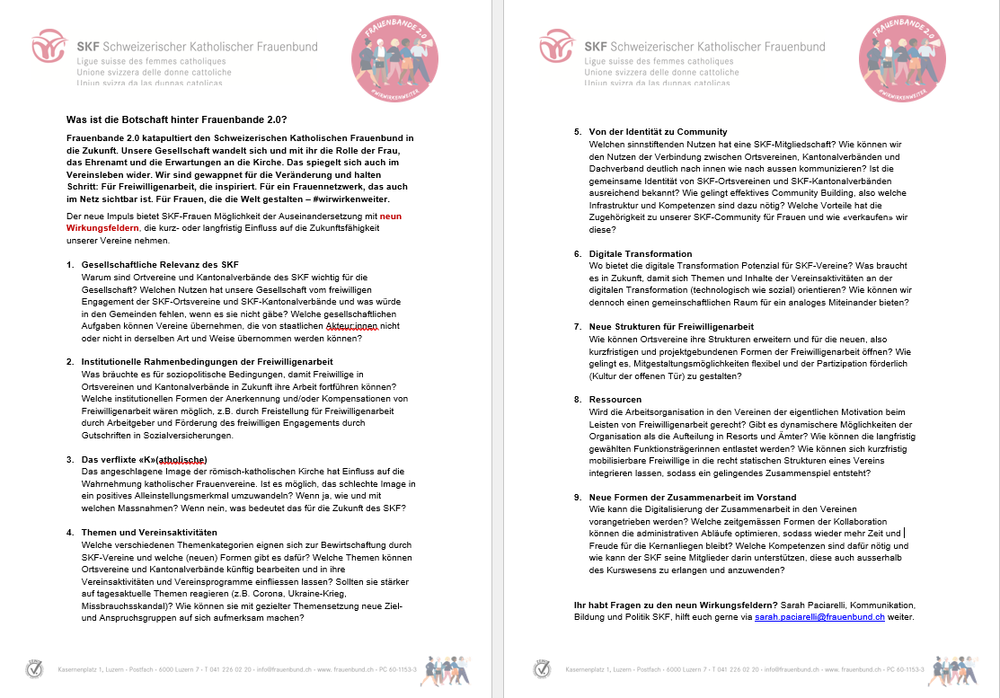 SKF Schweizerischer Katholischer Frauenbund
Ligue suisse des femmes catholiques
Unione svizzera delle donne cattoliche
Uniun svizra da las dunnas catolicas
FRAUENBANDE 2.0
#WIRWIRKENWEITER
Was ist die Botschaft hinter Frauenbande 2.0?
Frauenbande 2.0 katapultiert den Schweizerischen Katholischen Frauenbund in
die Zukunft. Unsere Gesellschaft wandelt sich und mit ihr die Rolle der Frau,
das Ehrenamt und die Erwartungen an die Kirche. Das spiegelt sich auch im
Vereinsleben wider. Wir sind gewappnet für die Veränderung und halten
Schritt: Für Freiwilligenarbeit, die inspiriert. Für ein Frauennetzwerk, das auch
im Netz sichtbar ist. Für Frauen, die die Welt gestalten – #wirwirkenweiter.
Der neue Impuls bietet SKF-Frauen Möglichkeit der Auseinandersetzung mit neun
Wirkungsfeldern, die kurz- oder langfristig Einfluss auf die Zukunftsfähigkeit
unserer Vereine nehmen.
1. Gesellschaftliche Relevanz des SKF
Warum sind Ortvereine und Kantonalverbände des SKF wichtig für die
Gesellschaft? Welchen Nutzen hat unsere Gesellschaft vom freiwilligen
Engagement der SKF-Ortsvereine und SKF-Kantonalverbände und was würde
in den Gemeinden fehlen, wenn es sie nicht gäbe? Welche gesellschaftlichen
Aufgaben können Vereine übernehmen, die von staatlichen Akteur:innen nicht
oder nicht in derselben Art und Weise übernommen werden können?
2. Institutionelle Rahmenbedingungen der Freiwilligenarbeit
Was bräuchte es für soziopolitische Bedingungen, damit Freiwillige in
Ortsvereinen und Kantonalverbände in Zukunft ihre Arbeit fortführen können?
Welche institutionellen Formen der Anerkennung und/oder Kompensationen von
Freiwilligenarbeit wären möglich, z.B. durch Freistellung für Freiwilligenarbeit
durch Arbeitgeber und Förderung des freiwilligen Engagements durch
Gutschriften in Sozialversicherungen.
3. Das verflixte «K»(atholische)
Das angeschlagene Image der römisch-katholischen Kirche hat Einfluss auf die
Wahrnehmung katholischer Frauenvereine. Ist es möglich, das schlechte Image in
ein positives Alleinstellungsmerkmal umzuwandeln? Wenn ja, wie und mit
welchen Massnahmen? Wenn nein, was bedeutet das für die Zukunft des SKF?
4. Themen und Vereinsaktivitäten
Welche verschiedenen Themenkategorien eignen sich zur Bewirtschaftung durch
SKF-Vereine und welche (neuen) Formen gibt es dafür? Welche Themen können
Ortsvereine und Kantonalverbände künftig bearbeiten und in ihre
Vereinsaktivitäten und Vereinsprogramme einfliessen lassen? Sollten sie stärker
auf tagesaktuelle Themen reagieren (z.B. Corona, Ukraine-Krieg,
Missbrauchsskandal)? Wie können sie mit gezielter Themensetzung neue Ziel-
und Anspruchsgruppen auf sich aufmerksam machen?
Kasernenplatz 1, Luzern - Postfach - 6000 Luzern 7 - T 041 226 02 20 - info@frauenbund.ch - www. frauenbund.ch - PC 60-1153-3
SKF Schweizerischer Katholischer Frauenbund
Ligue suisse des femmes catholiques
Unione svizzera delle donne cattoliche
Uniun svizra da las dunnas catolicas
FRAUENBANDE 2.0
#WIRWIRKENWEITER
5. Von der Identität zu Community
Welchen sinnstiftenden Nutzen hat eine SKF-Mitgliedschaft? Wie können wir
den Nutzen der Verbindung zwischen Ortsvereinen, Kantonalverbänden und
Dachverband deutlich nach innen wie nach aussen kommunizieren? Ist die
gemeinsame Identität von SKF-Ortsvereinen und SKF-Kantonalverbänden
ausreichend bekannt? Wie gelingt effektives Community Building, also welche
Infrastruktur und Kompetenzen sind dazu nötig? Welche Vorteile hat die
Zugehörigkeit zu unserer SKF-Community für Frauen und wie «verkaufen» wir
diese?
6. Digitale Transformation
Wo bietet die digitale Transformation Potenzial für SKF-Vereine? Was braucht
es in Zukunft, damit sich Themen und Inhalte der Vereinsaktivitäten an der
digitalen Transformation (technologisch wie sozial) orientieren? Wie können wir
dennoch einen gemeinschaftlichen Raum für ein analoges Miteinander bieten?
7. Neue Strukturen für Freiwilligenarbeit
Wie können Ortsvereine ihre Strukturen erweitern und für die neuen, also
kurzfristigen und projektgebundenen Formen der Freiwilligenarbeit öffnen? Wie
gelingt es, Mitgestaltungsmöglichkeiten flexibel und der Partizipation förderlich
(Kultur der offenen Tür) zu gestalten?
8. Ressourcen
Wird die Arbeitsorganisation in den Vereinen der eigentlichen Motivation beim
Leisten von Freiwilligenarbeit gerecht? Gibt es dynamischere Möglichkeiten der
Organisation als die Aufteilung in Resorts und Ämter? Wie können die langfristig
gewählten Funktionsträgerinnen entlastet werden? Wie können sich kurzfristig
mobilisierbare Freiwillige in die recht statischen Strukturen eines Vereins
integrieren lassen, sodass ein gelingendes Zusammenspiel entsteht?
9. Neue Formen der Zusammenarbeit im Vorstand
Wie kann die Digitalisierung der Zusammenarbeit in den Vereinen
vorangetrieben werden? Welche zeitgemässen Formen der Kollaboration
können die administrativen Abläufe optimieren, sodass wieder mehr Zeit und
Freude für die Kernanliegen bleibt? Welche Kompetenzen sind dafür nötig und
wie kann der SKF seine Mitglieder darin unterstützen, diese auch ausserhalb
des Kurswesens zu erlangen und anzuwenden?
Ihr habt Fragen zu den neun Wirkungsfeldern? Sarah Paciarelli, Kommunikation,
Bildung und Politik SKF, hilft euch gerne via sarah.paciarelli@frauenbund.ch weiter.
Kasernenplatz 1, Luzern - Postfach - 6000 Luzern 7 - T 041 226 02 20 - info@frauenbund.ch - www. frauenbund.ch - PC 60-1153-3